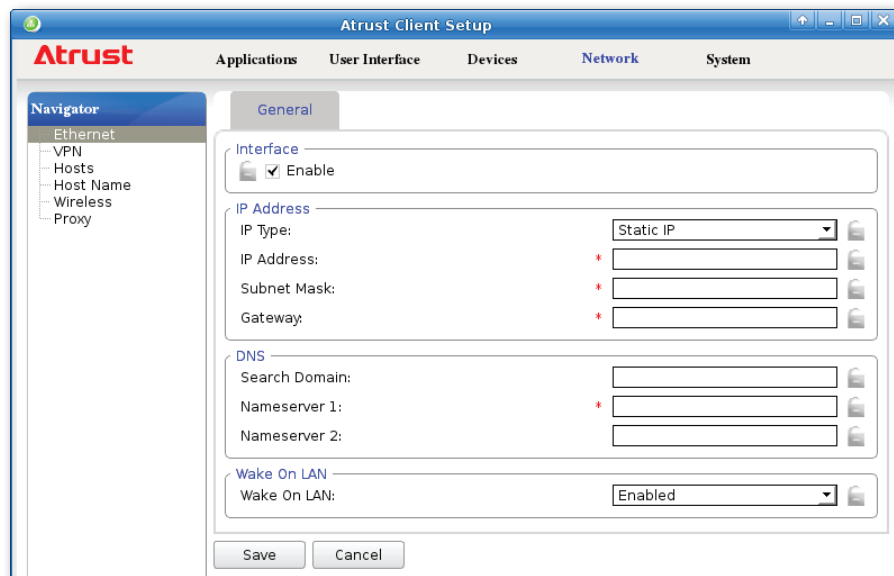 Atrust Client Setup
Atrust Applications User Interface Devices Network System
Navigator
Ethernet
VPN
Hosts
Host Name
Wireless
Proxy
General
Interface
Enable
IP Address
IP Type: Static IP
IP Address: *
Subnet Mask: *
Gateway: *
DNS
Search Domain:
Nameserver 1: *
Nameserver 2:
Wake On LAN
Wake On LAN: Enabled
Save Cancel